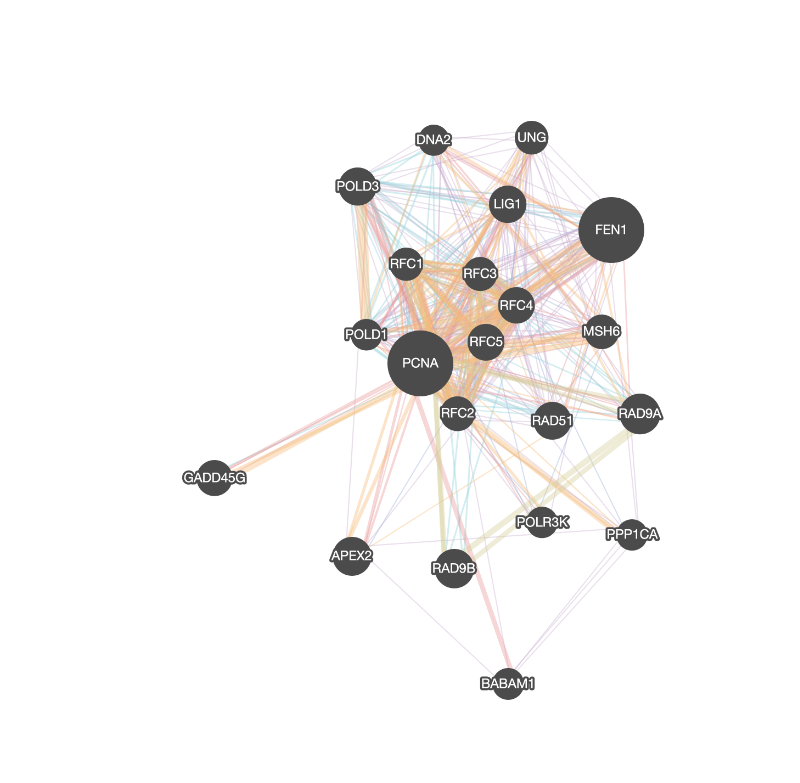 DNA2
UNG
POLD3
LIG1
FEN1
RFC1
RFC3
RFC4
POLD1
RFC5
MSH6
PCNA
RFC2
RAD51
RAD9A
GADD45G
POLR3K
PPP1CA
APEX2
RAD9B
BABAM1